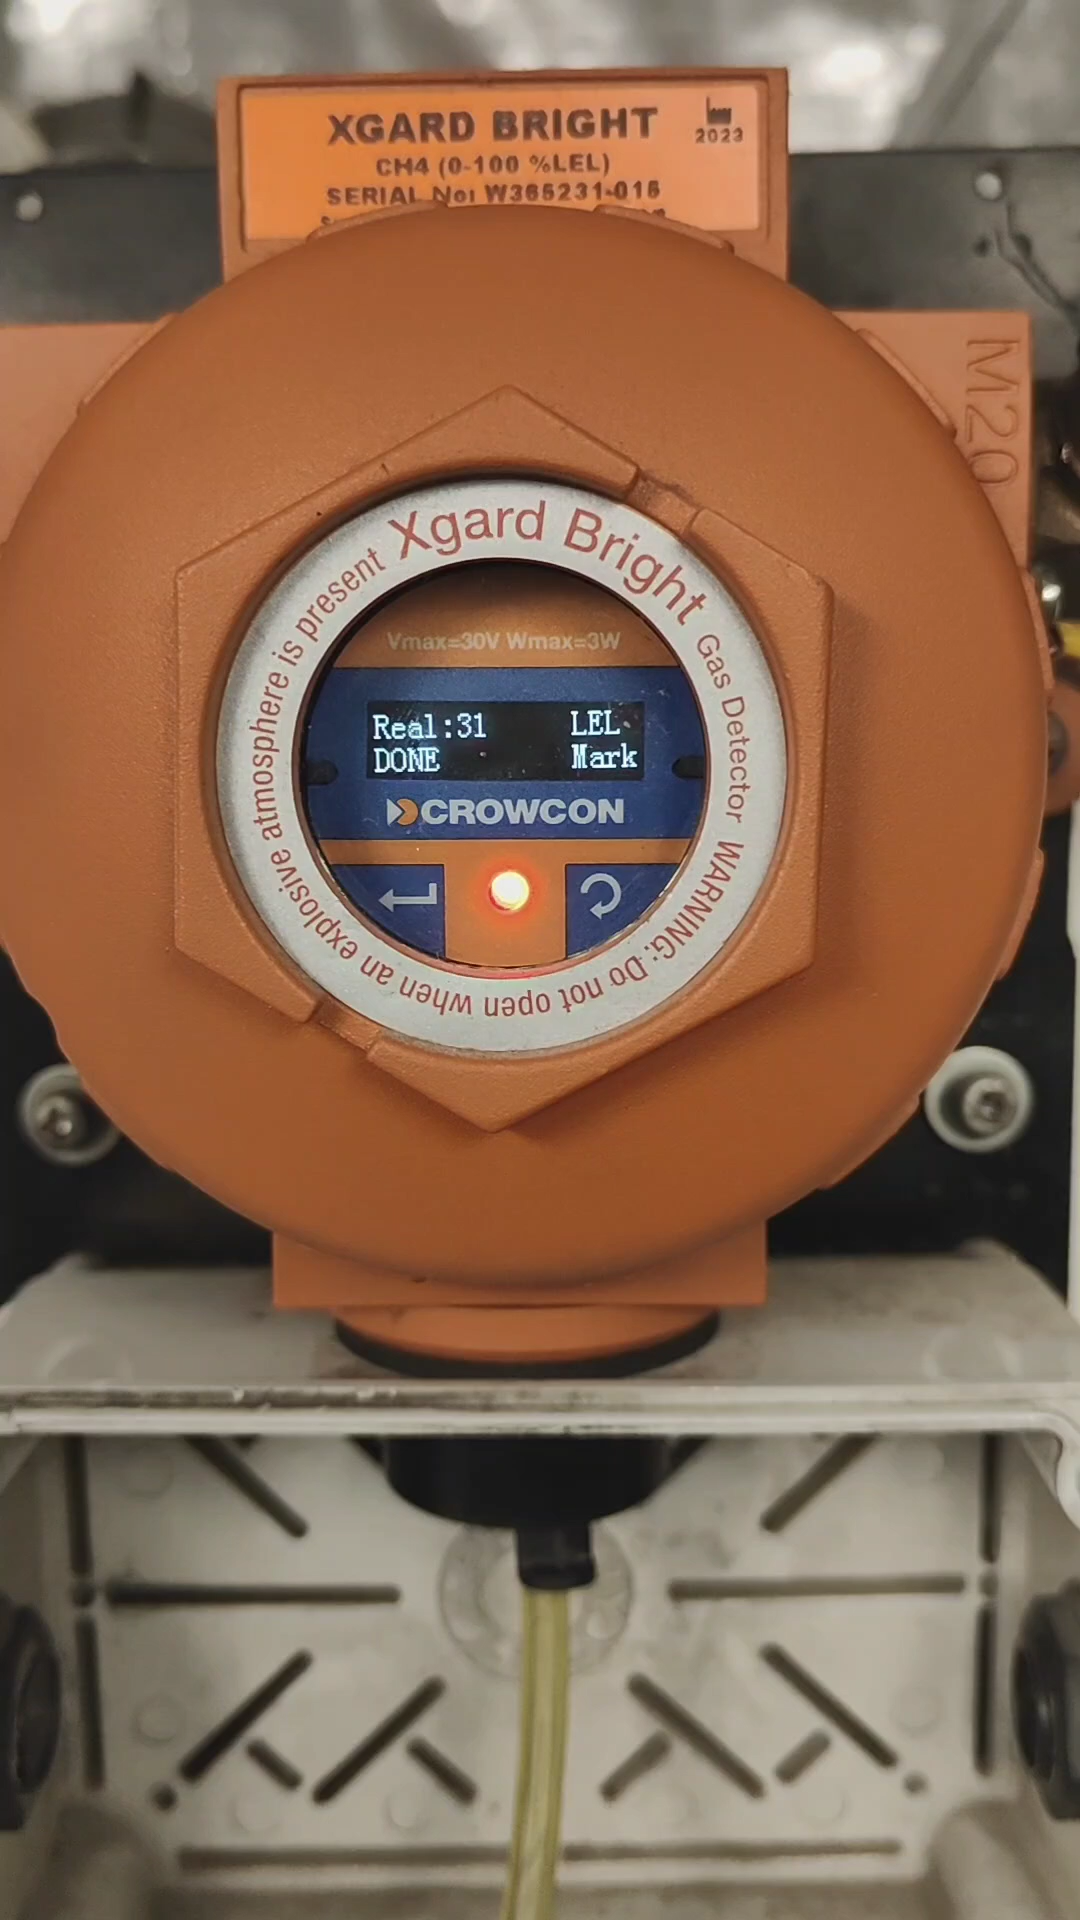 XGARD BRIGHT
2023
CH4 (0-100 %LEL)
SERIAL No: W365231-015
M20
Xgard Bright Gas Detector WARNING: Do not open when an explosive atmosphere is present
Vmax=30V Wmax=3W
Real:31 LEL
DONE Mark
CROWCON